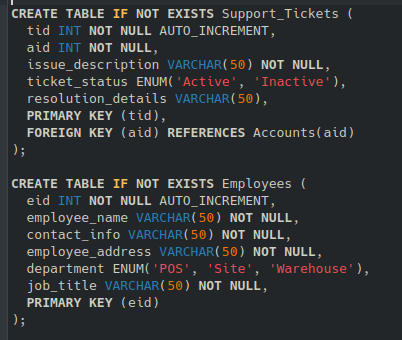 CREATE TABLE IF NOT EXISTS Support_Tickets (
  tid INT NOT NULL AUTO_INCREMENT,
  aid INT NOT NULL,
  issue_description VARCHAR(50) NOT NULL,
  ticket_status ENUM('Active', 'Inactive'),
  resolution_details VARCHAR(50),
  PRIMARY KEY (tid),
  FOREIGN KEY (aid) REFERENCES Accounts(aid)
);

CREATE TABLE IF NOT EXISTS Employees (
  eid INT NOT NULL AUTO_INCREMENT,
  employee_name VARCHAR(50) NOT NULL,
  contact_info VARCHAR(50) NOT NULL,
  employee_address VARCHAR(50) NOT NULL,
  department ENUM('POS', 'Site', 'Warehouse'),
  job_title VARCHAR(50) NOT NULL,
  PRIMARY KEY (eid)
);